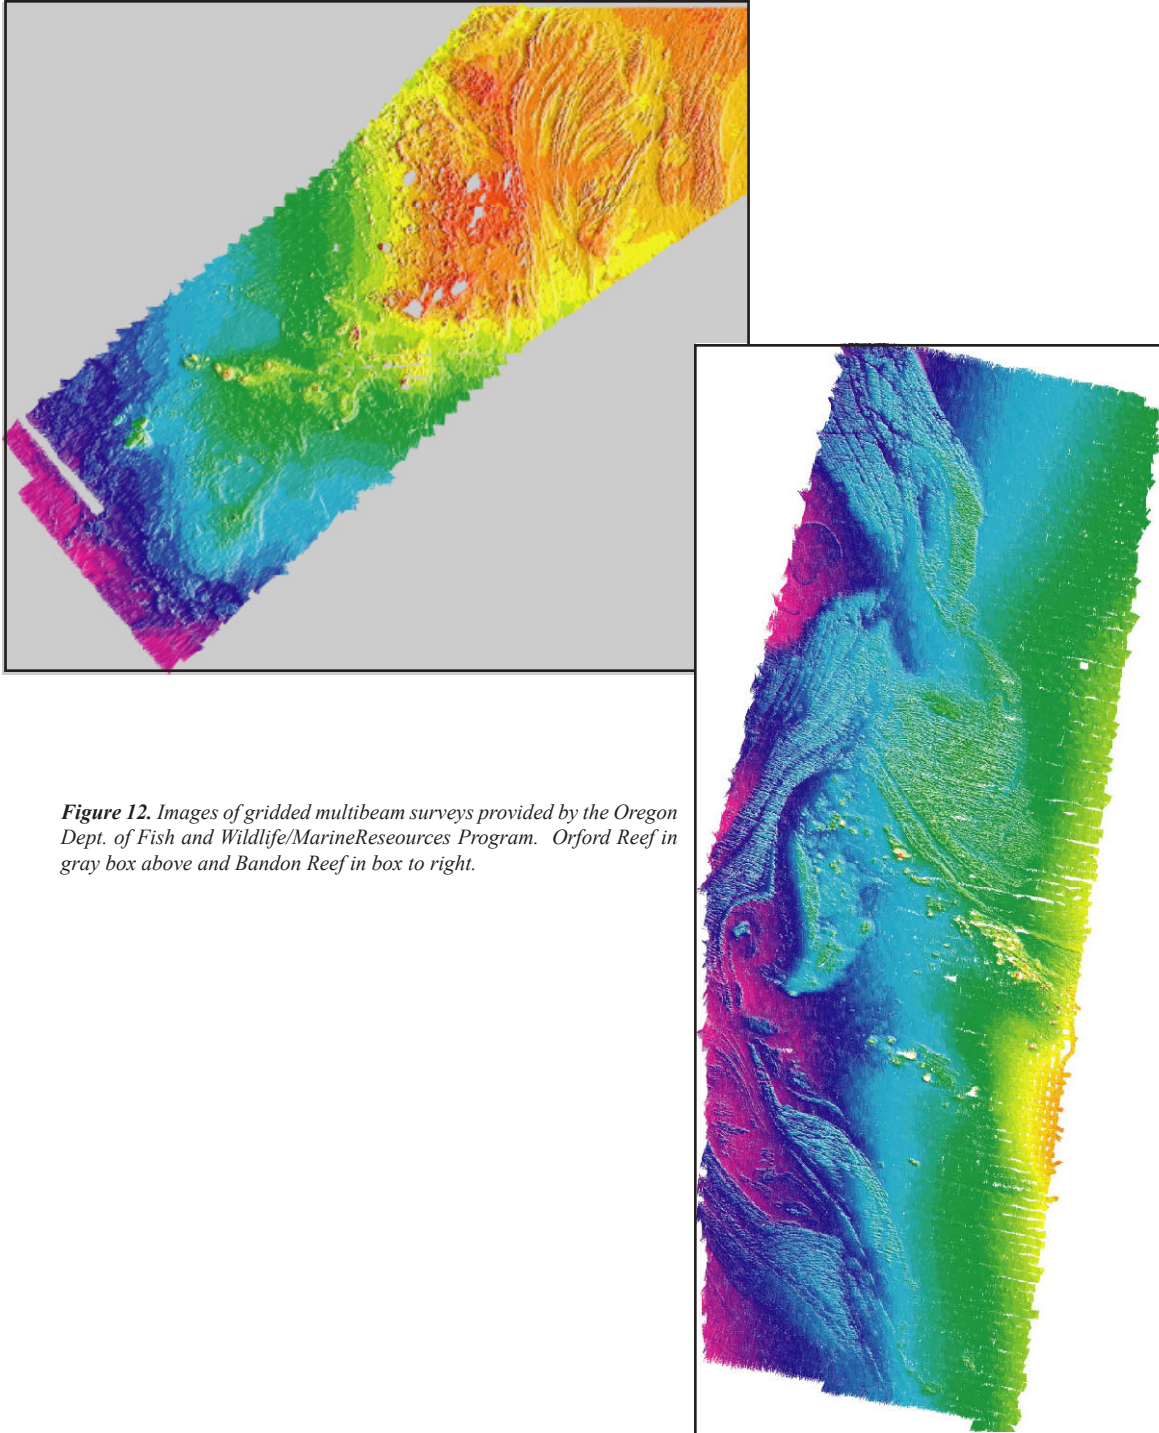 Figure 12. Images of gridded multibeam surveys provided by the Oregon
Dept. of Fish and Wildlife/MarineReseources Program. Orford Reef in
gray box above and Bandon Reef in box to right.